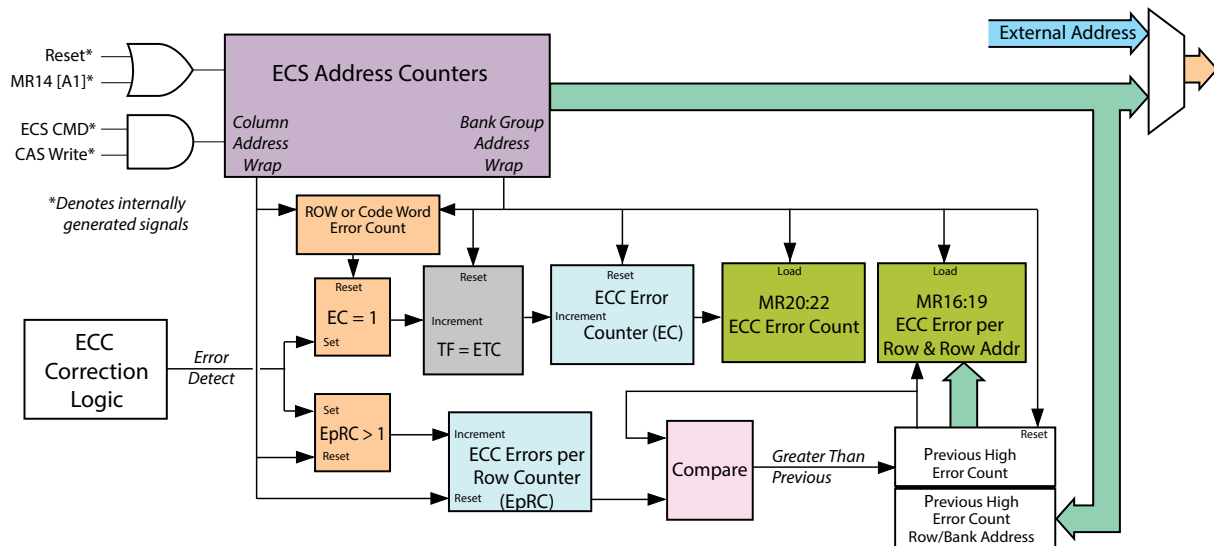 External Address
Reset*
MR14 [A1]*
ECS CMD*
CAS Write*
ECS Address Counters
Column
Address
Wrap
Bank Group
Address
Wrap
*Denotes internally
generated signals
ROW or Code Word
Error Count
Reset
EC = 1
Set
Reset
Increment
TF = ETC
Reset
ECC Error
Increment
Counter (EC)
Load
MR20:22
ECC Error Count
Load
MR16:19
ECC Error per
Row & Row Addr
ECC
Correction
Logic
Error
Detect
Set
EpRC > 1
Reset
Increment
ECC Errors per
Row Counter
Reset
(EpRC)
Compare
Greater Than
Previous
Reset
Previous High
Error Count
Previous High
Error Count
Row/Bank Address